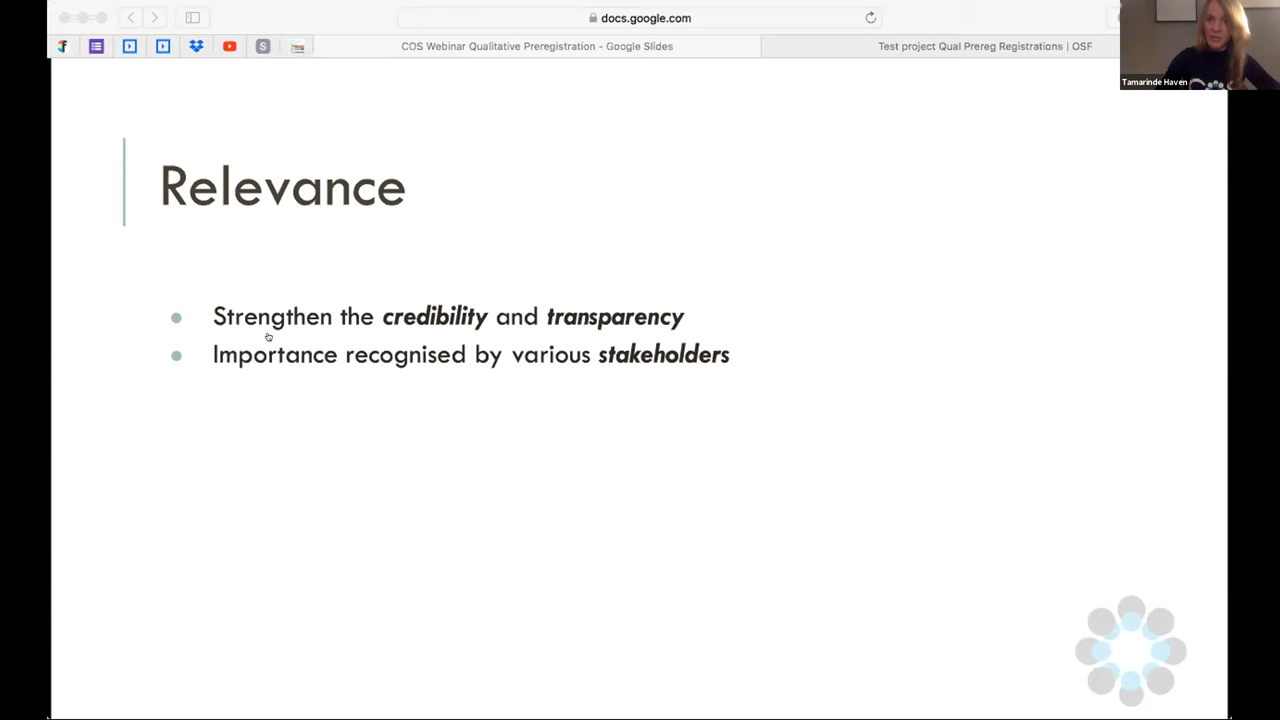 docs.google.com
COS Webinar Qualitative Preregistration - Google Slides
Test project Qual Prereg Registrations | OSF
Tamarinde Haven
Relevance
Strengthen the credibility and transparency
Importance recognised by various stakeholders